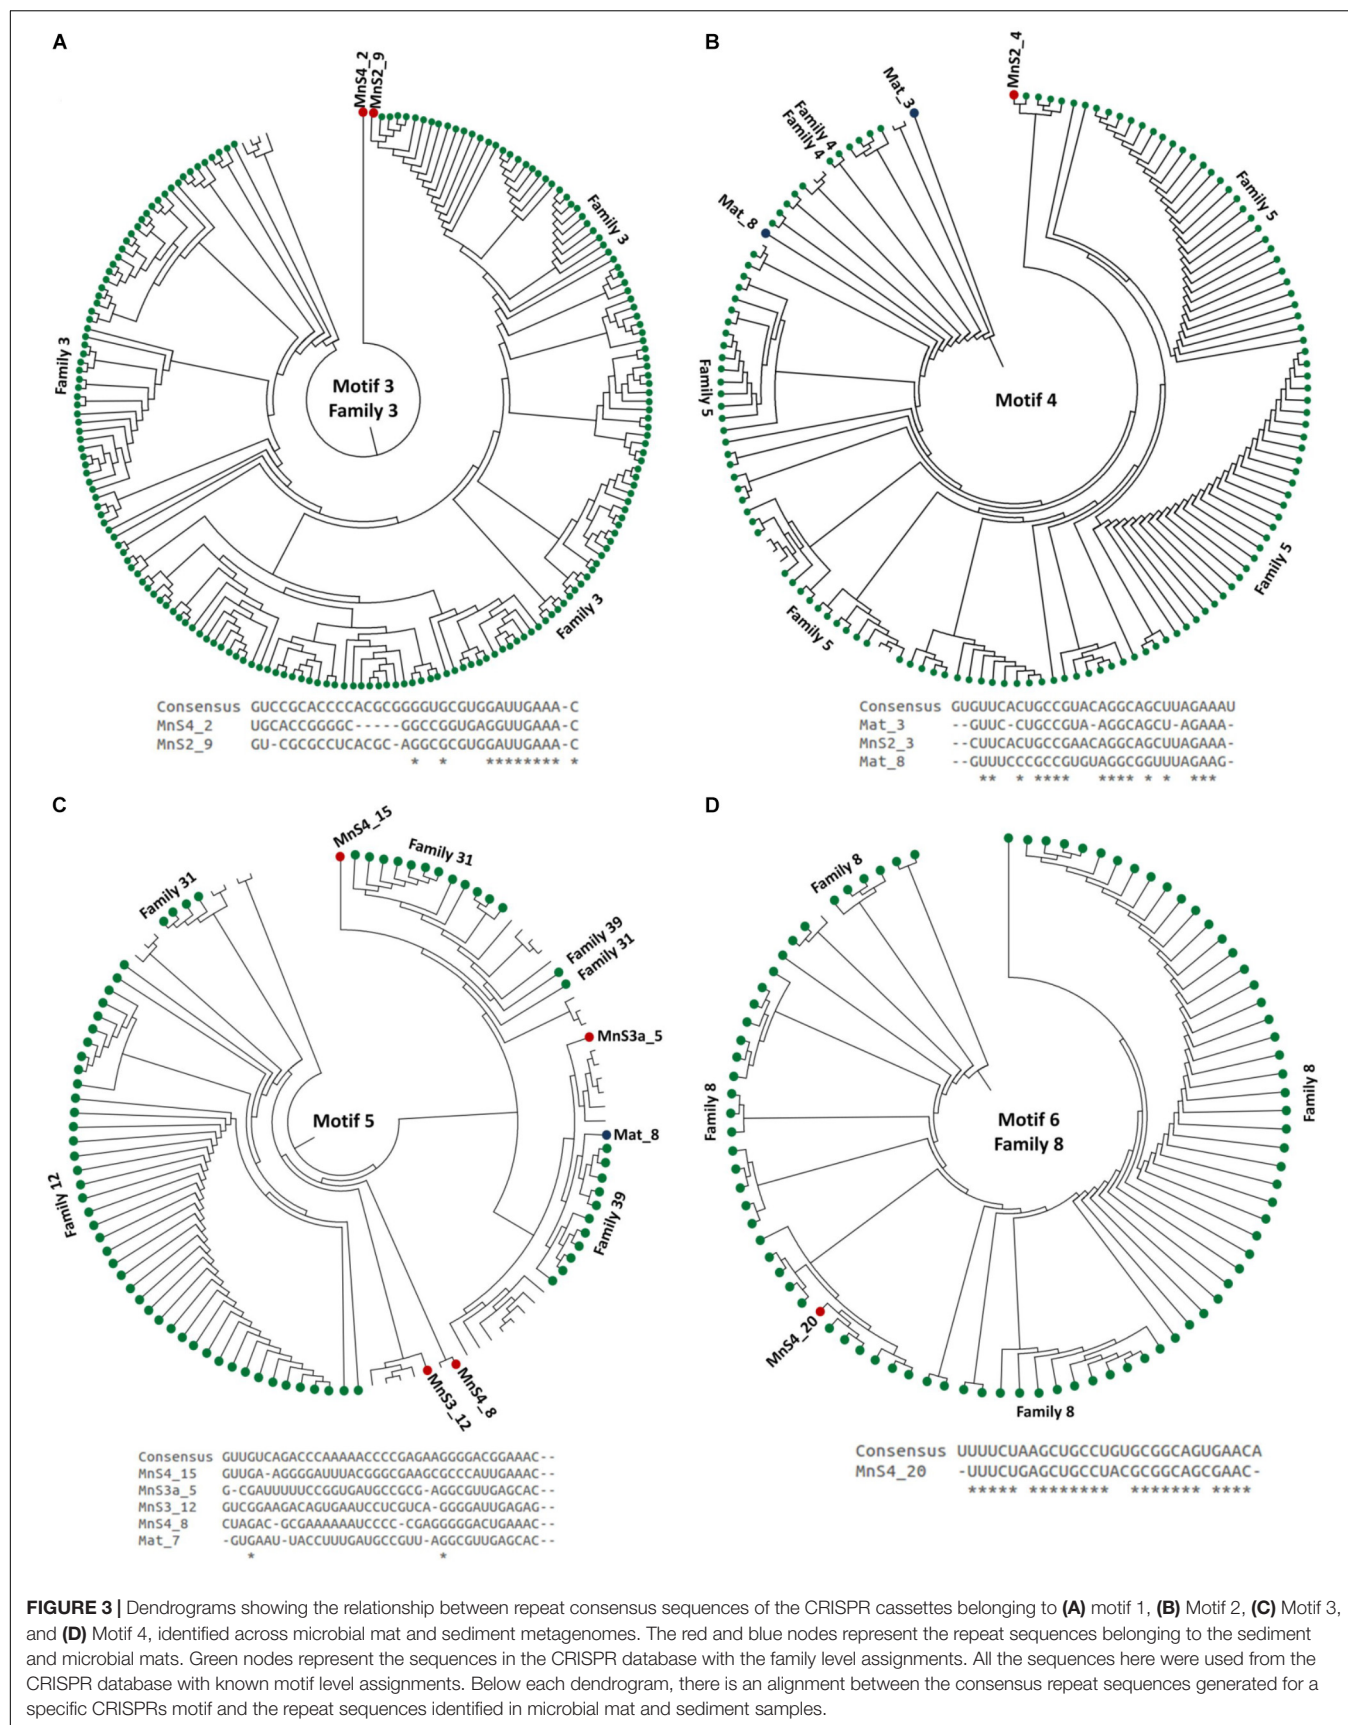 A
MnS4_2
MnS2_9
Family 3
Family 3
Family 3
Motif 3
Family 3
Consensus GUCCGCACCCCACGCGGGGUGCGUGGAUUGAAA-C
MnS4_2 UGCACCGGGGC-----GGCCGGUGAGGUUGAAA-C
MnS2_9 GU-CGCGCCUCACGC-AGGCGCGUGGAUUGAAA-C
* * ******** *
B
MnS2_4
Mat_3
Family 4
Family 4
Mat_8
Family 5
Family 5
Family 5
Family 5
Motif 4
Consensus GUGUUCACUGCCGUACAGGCAGCUUAGAAAU
Mat_3 --GUUC-CUGCCGUA-AGGCAGCU-AGAAA-
MnS2_3 --CUUCACUGCCGAACAGGCAGCUUAGAAA-
Mat_8 --GUUUCCCGCCGUGUAGGCGGUUUAGAAG-
** * **** **** * * ***
C
MnS4_15
Family 31
Family 39
Family 31
MnS3a_5
Mat_8
Family 39
MnS4_8
MnS3_12
Family 12
Family 31
Motif 5
Consensus GUUGUCAGACCCAAAAACCCCGAGAAGGGGACGGAAAC--
MnS4_15 GUUGA-AGGGGAUUUACGGGCGAAGCGCCCAUUGAAAC--
MnS3a_5 G-CGAUUUUUCCGGUGAUGCCGCG-AGGCGUUGAGCAC--
MnS3_12 GUCGGAAGACAGUGAAUCCUCGUCA-GGGGAUUGAGAG--
MnS4_8 CUAGAC-GCGAAAAAAUCCCC-CGAGGGGGACUGAAAC--
Mat_7 -GUGAAUU-UACCUUUGAUGCCGUU-AGGCGUUGAGCAC--
* *
D
Family 8
Family 8
Family 8
MnS4_20
Family 8
Motif 6
Family 8
Consensus UUUUCUAAGCUGCCUGUGCGGCAGUGAACA
MnS4_20 -UUUCUGAGCUGCCUACGCGGCAGCGAAC-
***** ******** ******* ****
FIGURE 3 | Dendrograms showing the relationship between repeat consensus sequences of the CRISPR cassettes belonging to (A) motif 1, (B) Motif 2, (C) Motif 3,
and (D) Motif 4, identified across microbial mat and sediment metagenomes. The red and blue nodes represent the repeat sequences belonging to the sediment
and microbial mats. Green nodes represent the sequences in the CRISPR database with the family level assignments. All the sequences here were used from the
CRISPR database with known motif level assignments. Below each dendrogram, there is an alignment between the consensus repeat sequences generated for a
specific CRISPRs motif and the repeat sequences identified in microbial mat and sediment samples.